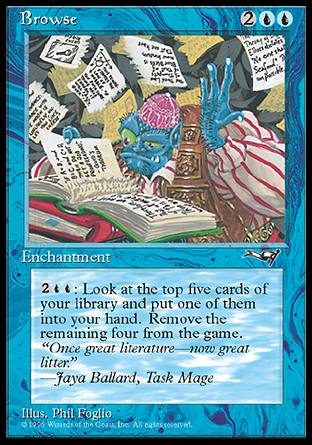 Browse 2
Enchantment
2 : Look at the top five cards of
your library and put one of them
into your hand. Remove the
remaining four from the game.
“Once great literature—now great
litter.”
—Jaya Ballard, Task Mage
Illus. Phil Foglio
© 1996 Wizards of the Coast, Inc. All rights reserved.